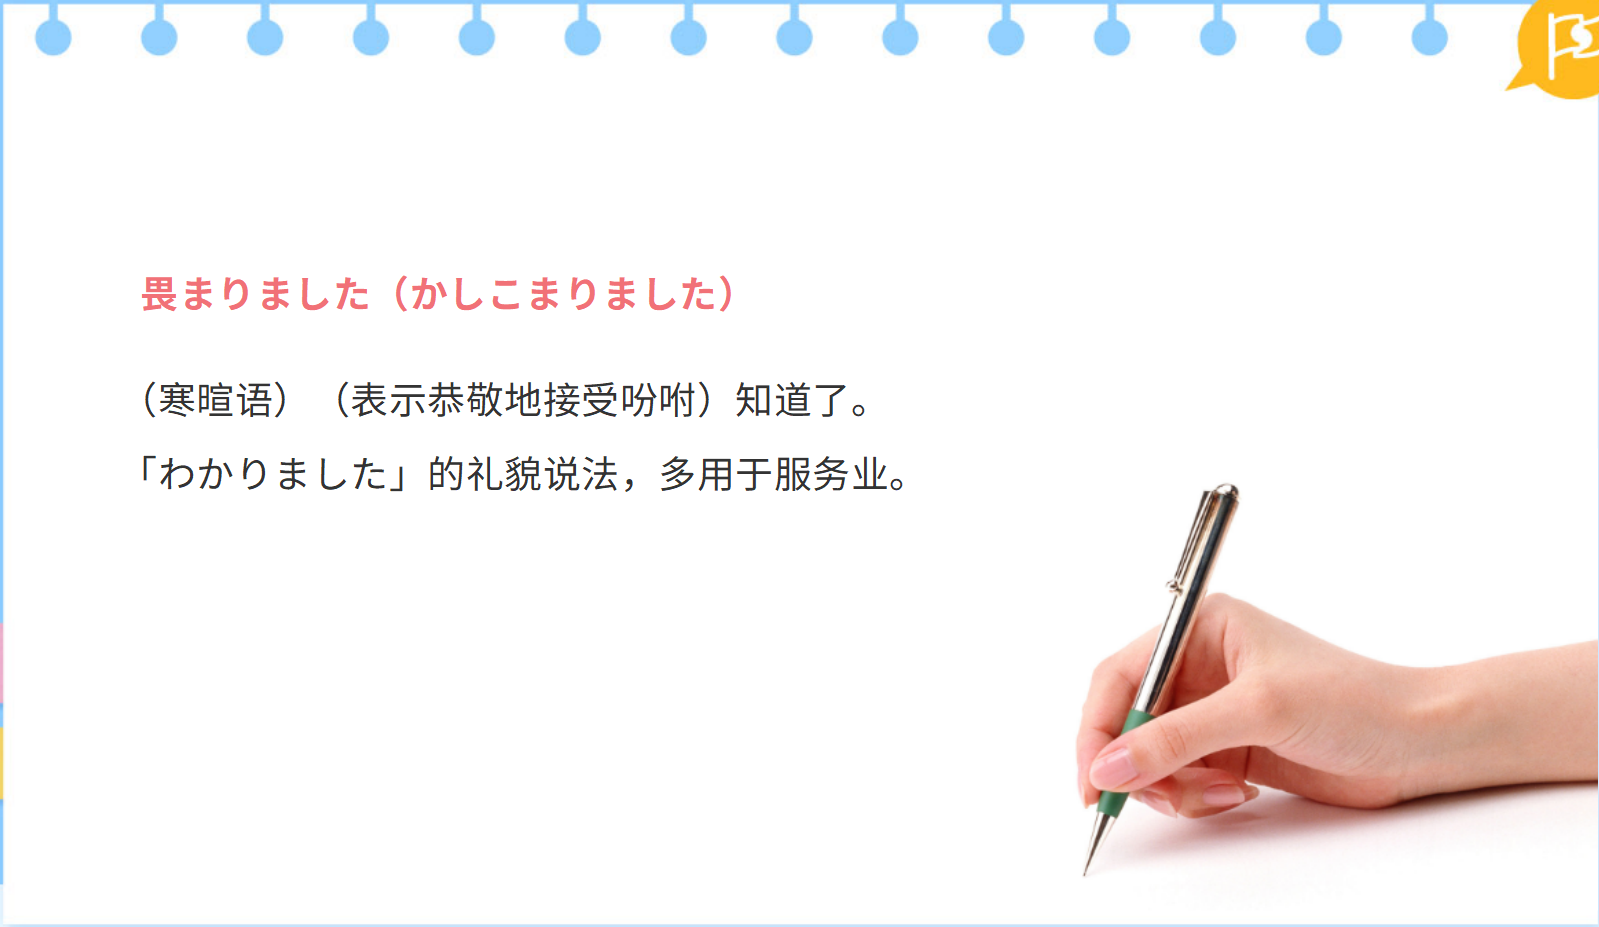 畏まりました（かしこまりました）
（寒暄语）（表示恭敬地接受吩咐）知道了。
「わかりました」的礼貌说法，多用于服务业。